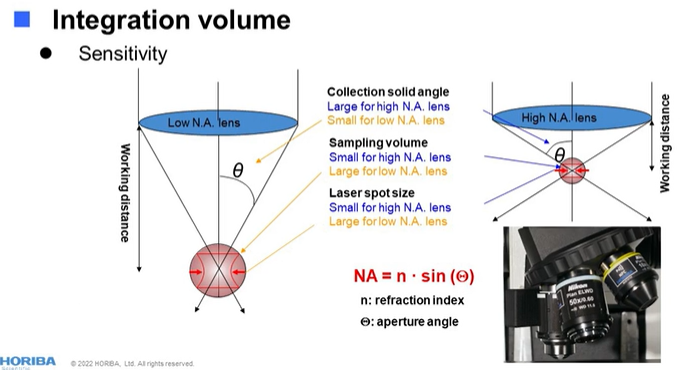 Integration volume
Sensitivity
Low N.A. lens
Working distance
θ
Collection solid angle
Large for high N.A. lens
Small for low N.A. lens
Sampling volume
Small for high N.A. lens
Large for low N.A. lens
Laser spot size
Small for high N.A. lens
Large for low N.A. lens
High N.A. lens
Working distance
θ
NA = n · sin (Θ)
n: refraction index
Θ: aperture angle
Nikon
Plan ELWD
50X/0.60
HORIBA
© 2022 HORIBA, Ltd. All rights reserved.